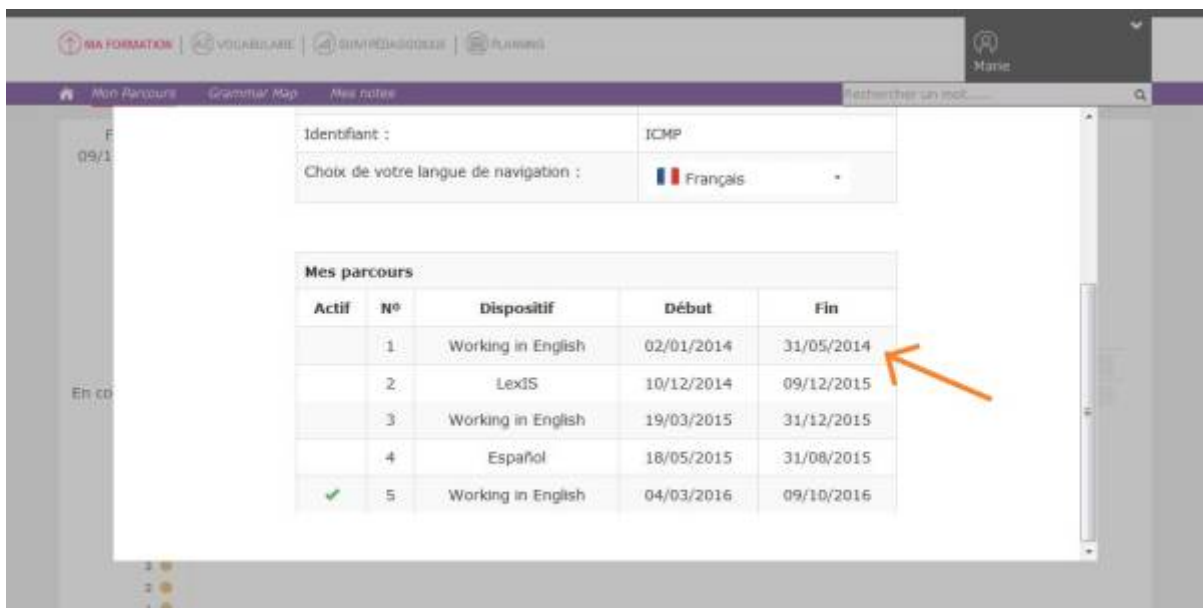 MA FORMATION | VOCABULAIRE | SUIVI PÉDAGOGIQUE | PLANNING
Marie
Mon Parcours Grammar Map Mes notes Rechercher un mot......
Identifiant : ICMP
09/1
Choix de votre langue de navigation : Français
Mes parcours
Actif N° Dispositif Début Fin
1 Working in English 02/01/2014 31/05/2014
En co
2 LexIS 10/12/2014 09/12/2015
3 Working in English 19/03/2015 31/12/2015
4 Español 18/05/2015 31/08/2015
5 Working in English 04/03/2016 09/10/2016
3
2